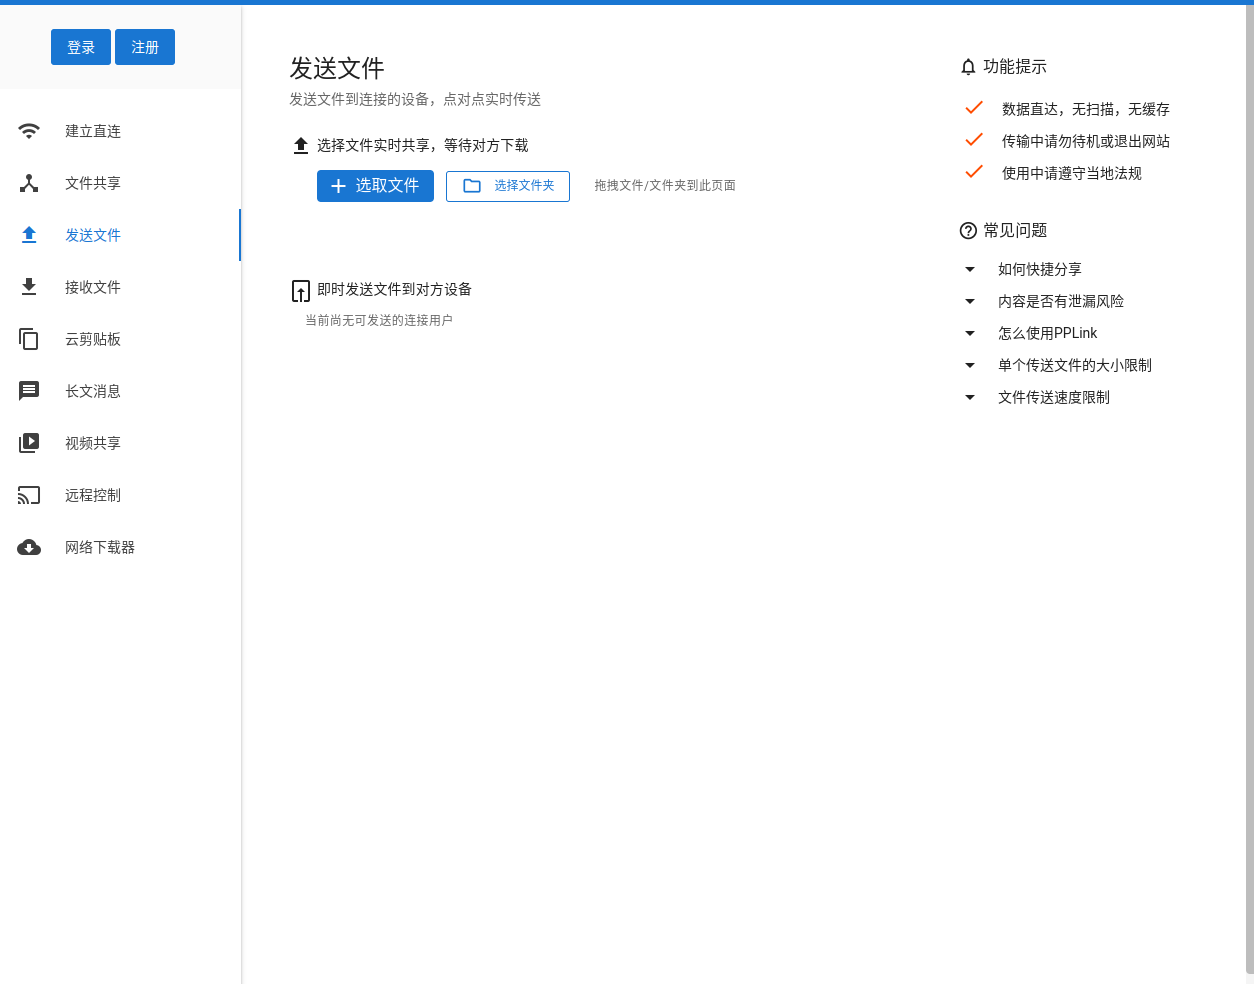 登录
注册
建立直连
文件共享
发送文件
接收文件
云剪贴板
长文消息
视频共享
远程控制
网络下载器
发送文件
发送文件到连接的设备，点对点实时传送
选择文件实时共享，等待对方下载
选取文件
选择文件夹
拖拽文件/文件夹到此页面
即时发送文件到对方设备
当前尚无可发送的连接用户
功能提示
数据直达，无扫描，无缓存
传输中请勿待机或退出网站
使用中请遵守当地法规
常见问题
如何快捷分享
内容是否有泄漏风险
怎么使用PPLink
单个传送文件的大小限制
文件传送速度限制